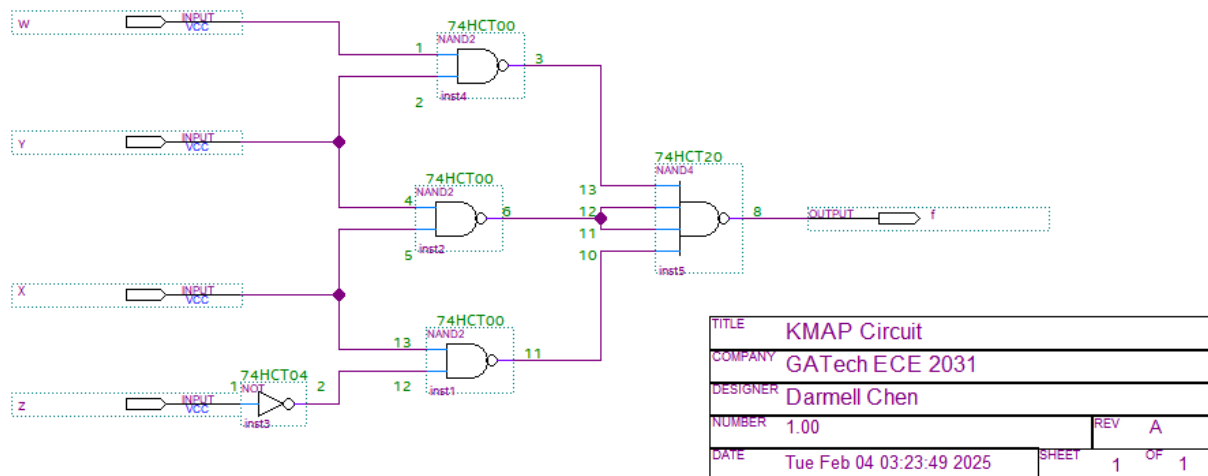 W INPUT
VCC
74HCT00
NAND2
1
2
3
inst4
Y INPUT
VCC
74HCT00
NAND2
4
5
6
inst2
74HCT20
NAND4
13
12
11
10
8
inst5
OUTPUT f
X INPUT
VCC
74HCT00
NAND2
13
12
11
inst1
74HCT04
NOT
1
2
inst3
Z INPUT
VCC
TITLE KMAP Circuit
COMPANY GATech ECE 2031
DESIGNER Darmell Chen
NUMBER 1.00 REV A
DATE Tue Feb 04 03:23:49 2025 SHEET 1 OF 1